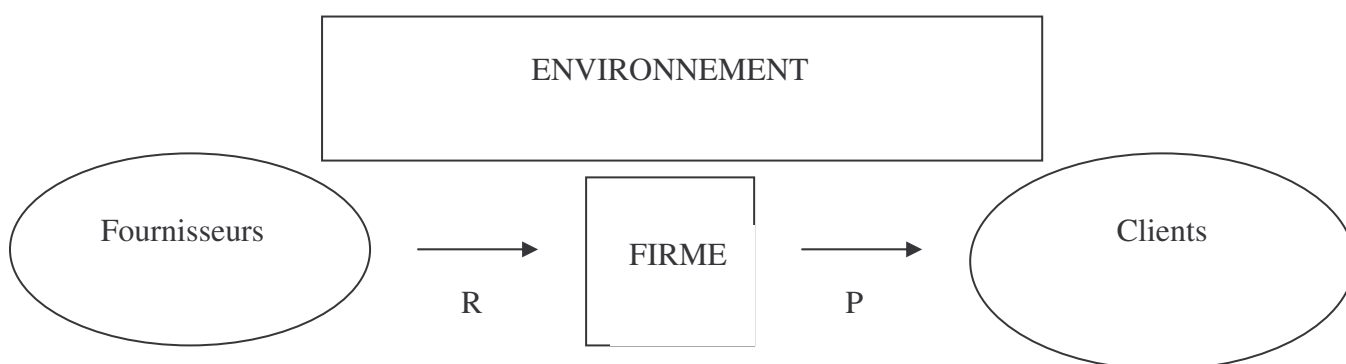 ENVIRONNEMENT
Fournisseurs
FIRME
Clients
R
P